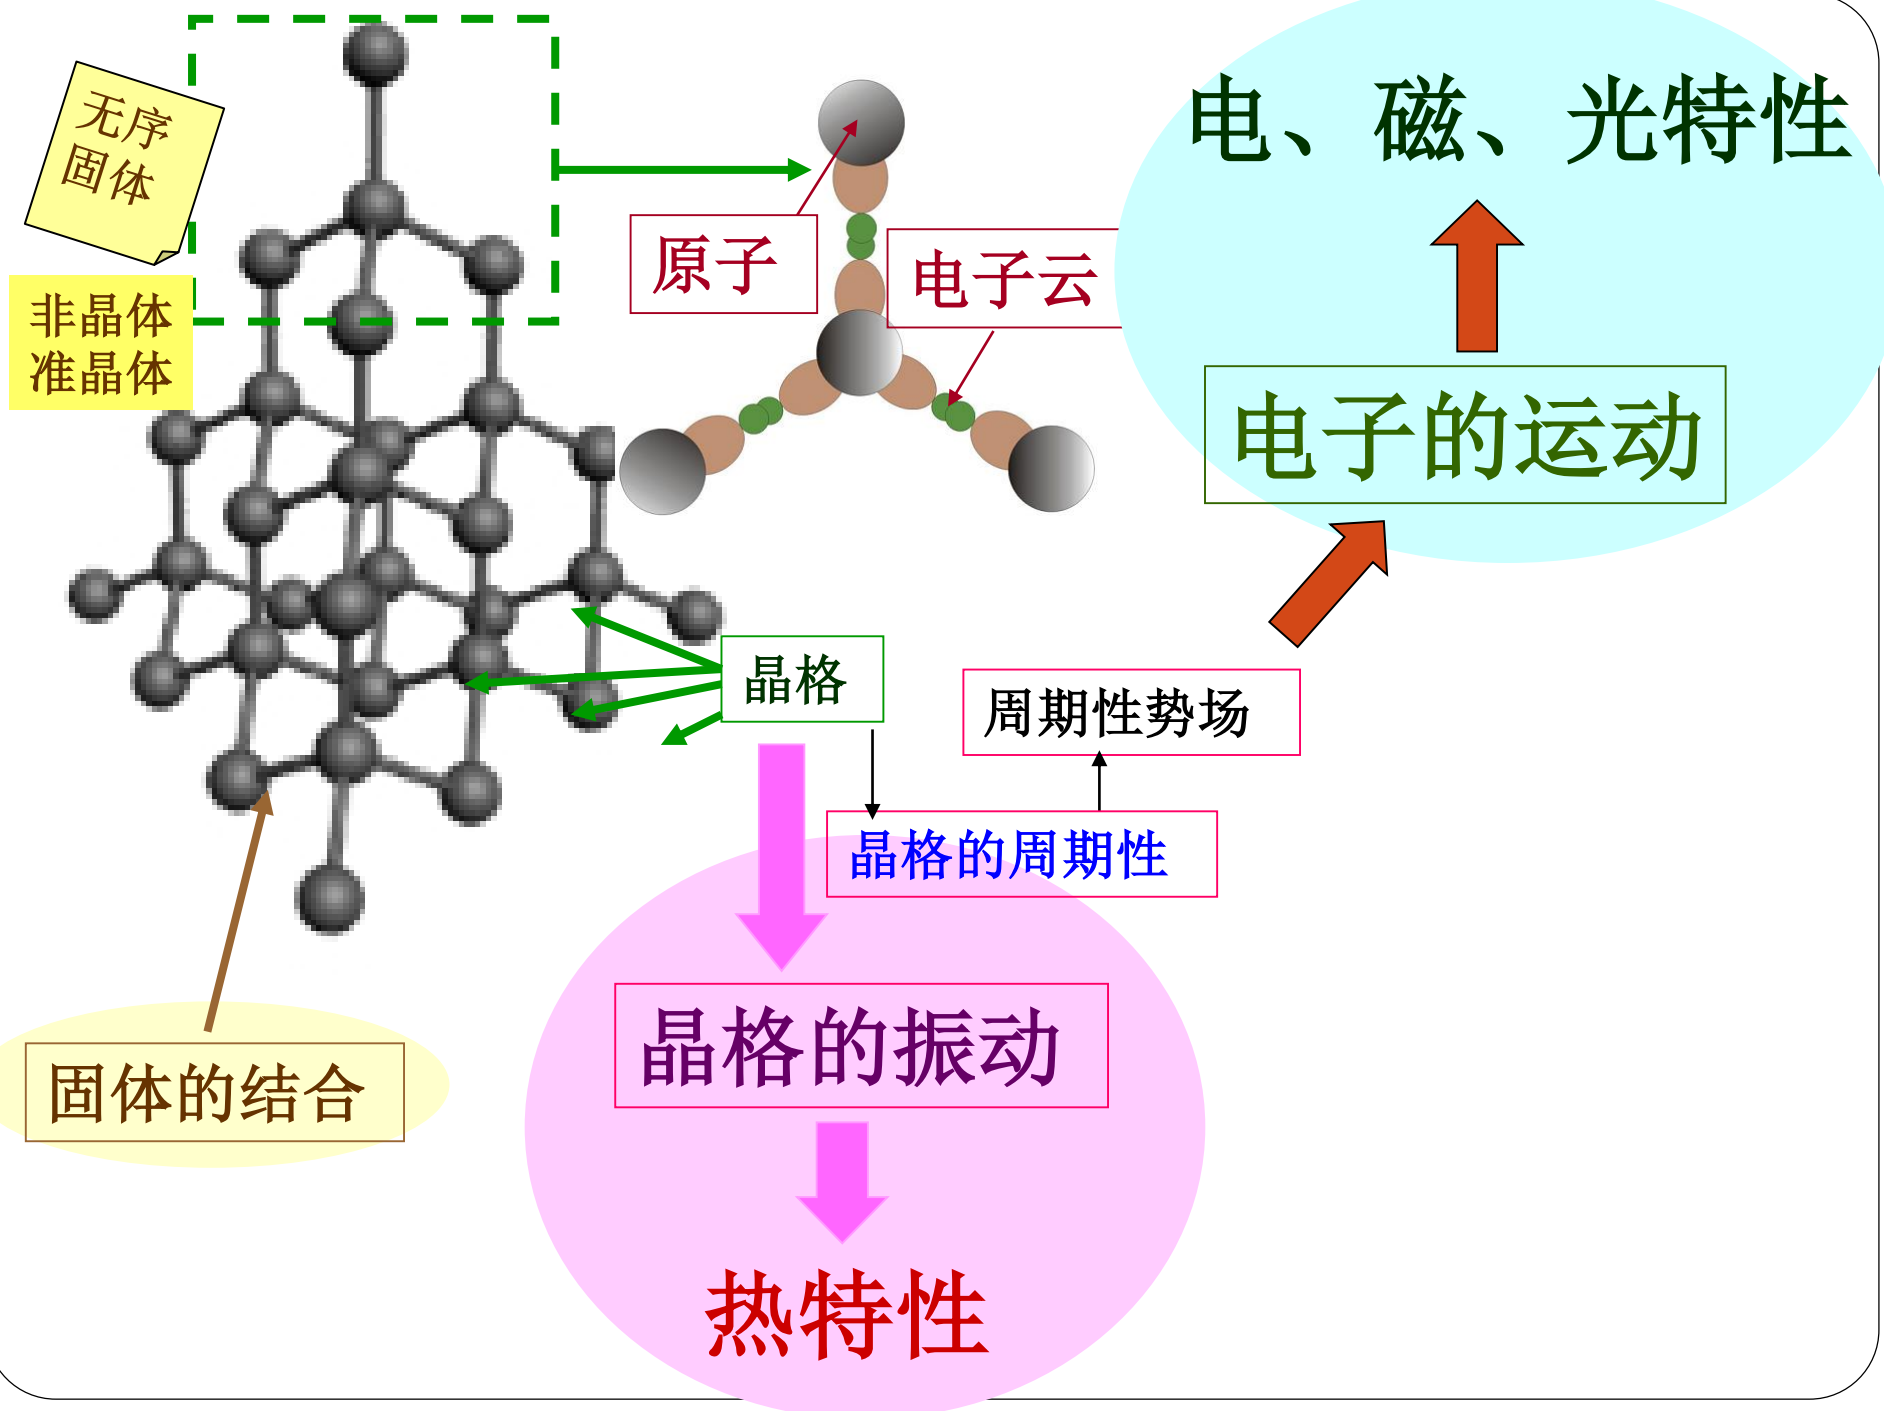 电、磁、光特性
无序
固体
原子
电子云
非晶体
准晶体
电子的运动
晶格
周期性势场
晶格的周期性
晶格的振动
固体的结合
热特性